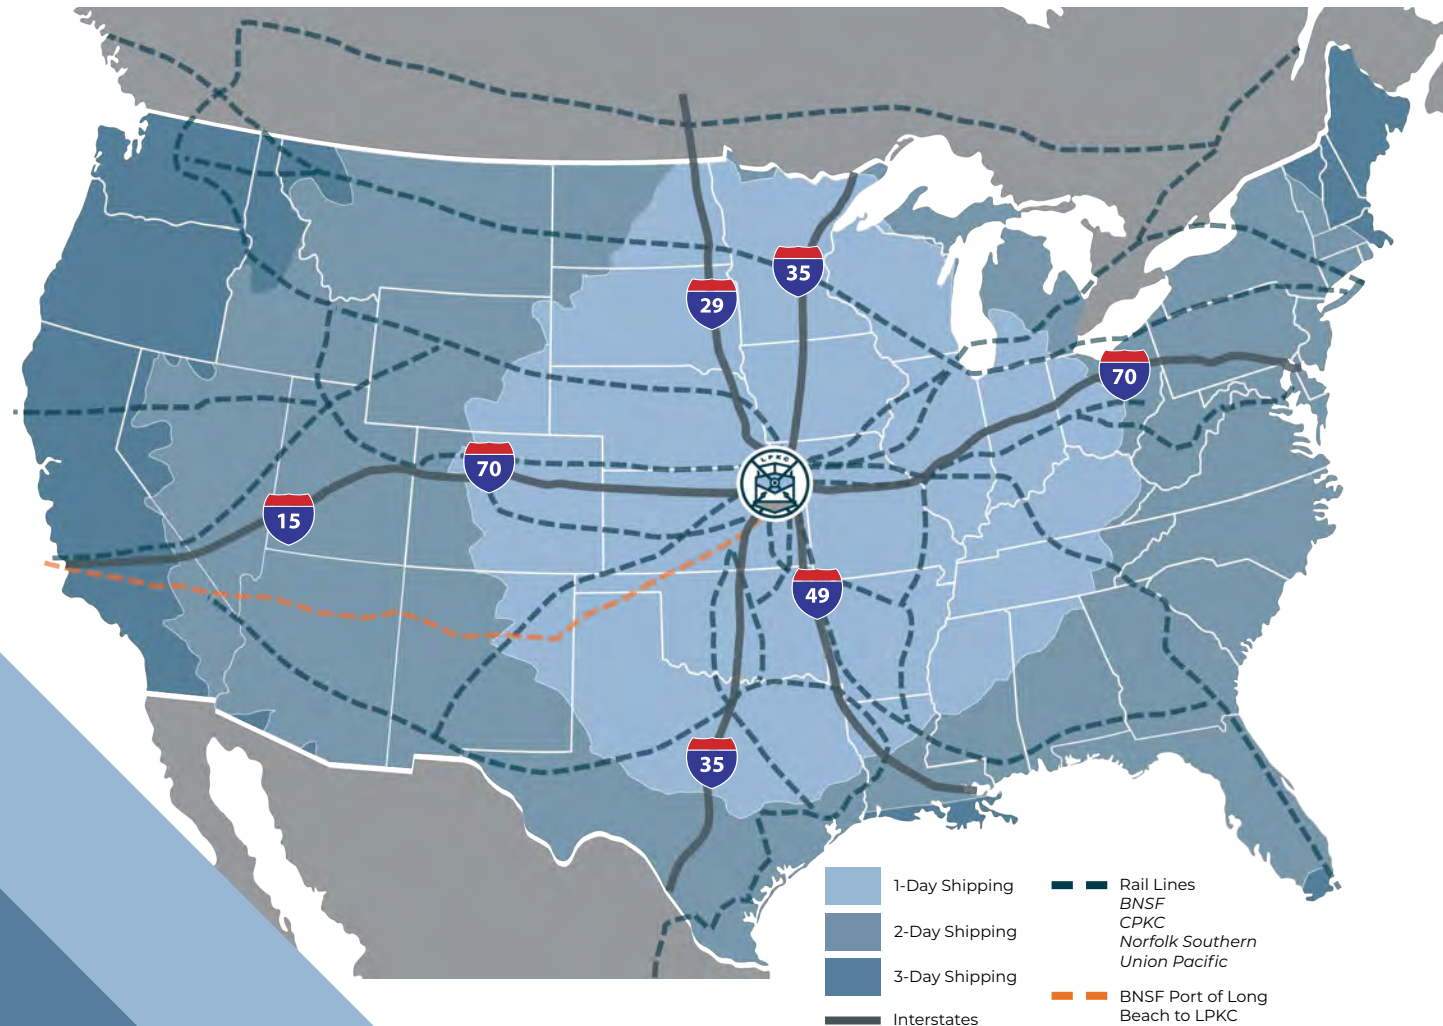 29
35
70
70
LPKC
15
49
35
1-Day Shipping
2-Day Shipping
3-Day Shipping
Interstates
Rail Lines
BNSF
CPKC
Norfolk Southern
Union Pacific
BNSF Port of Long
Beach to LPKC